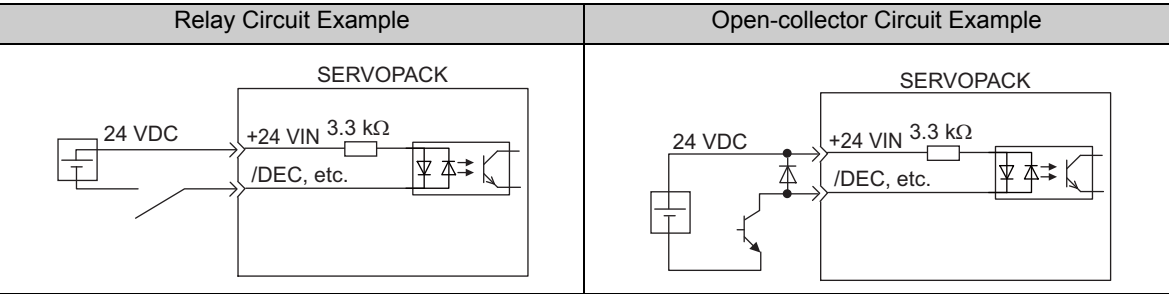 Relay Circuit Example
Open-collector Circuit Example
SERVOPACK
24 VDC
+24 VIN 3.3 kΩ
/DEC, etc.
SERVOPACK
24 VDC
+24 VIN 3.3 kΩ
/DEC, etc.